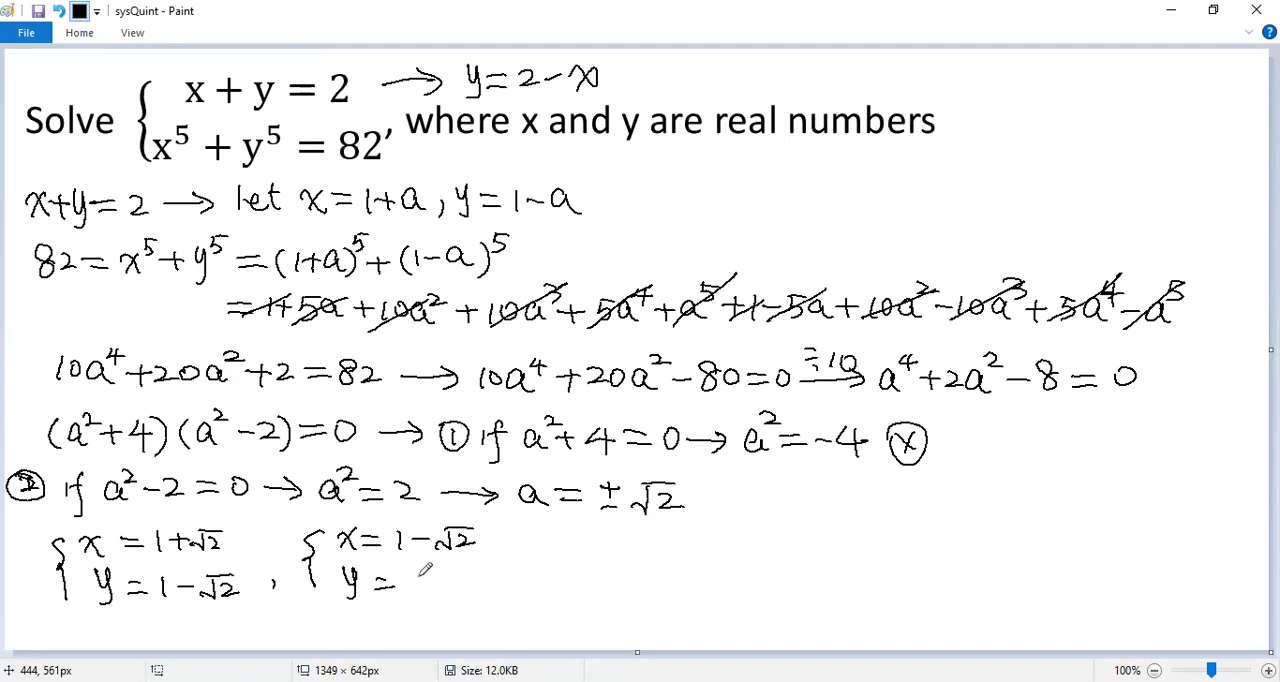 sysQuint - Paint
File Home View
x + y = 2 → y = 2 - x
Solve { x⁵ + y⁵ = 82 , where x and y are real numbers
x+y = 2 → let x = 1+a, y = 1-a
82 = x⁵ + y⁵ = (1+a)⁵ + (1-a)⁵
= 1+5a+10a²+10a³+5a⁴+a⁵+1-5a+10a²-10a³+5a⁴-a⁵
10a⁴+20a²+2 = 82 → 10a⁴+20a²-80=0 ÷10→ a⁴+2a²-8=0
(a²+4)(a²-2)=0 → ① if a²+4=0 → a²=-4 ⓧ
② if a²-2=0 → a²=2 → a=±√2
{ x = 1+√2 { x = 1-√2
y = 1-√2 , y =
444, 561px 1349 × 642px Size: 12.0KB 100%